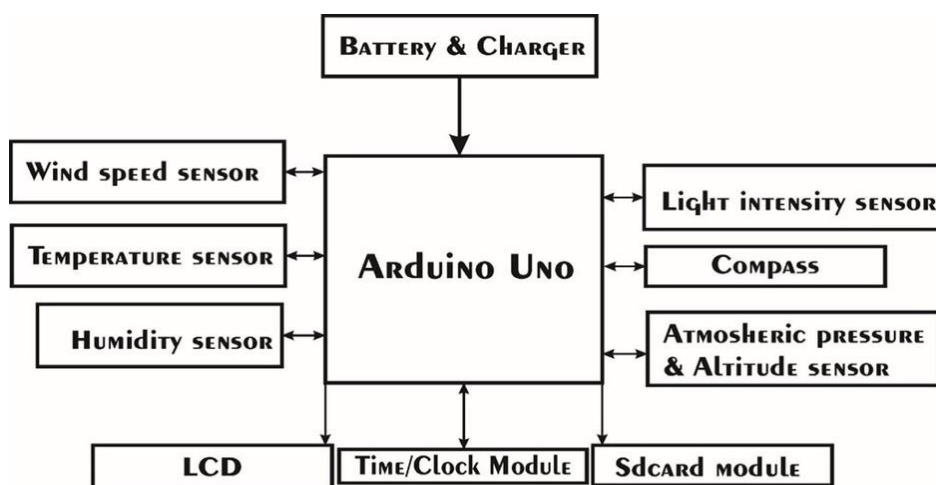 Battery & Charger
Wind speed sensor
Light intensity sensor
Temperature sensor
Arduino Uno
Compass
Humidity sensor
Atmosheric pressure
& Altitude sensor
LCD
Time/Clock Module
Sdcard module